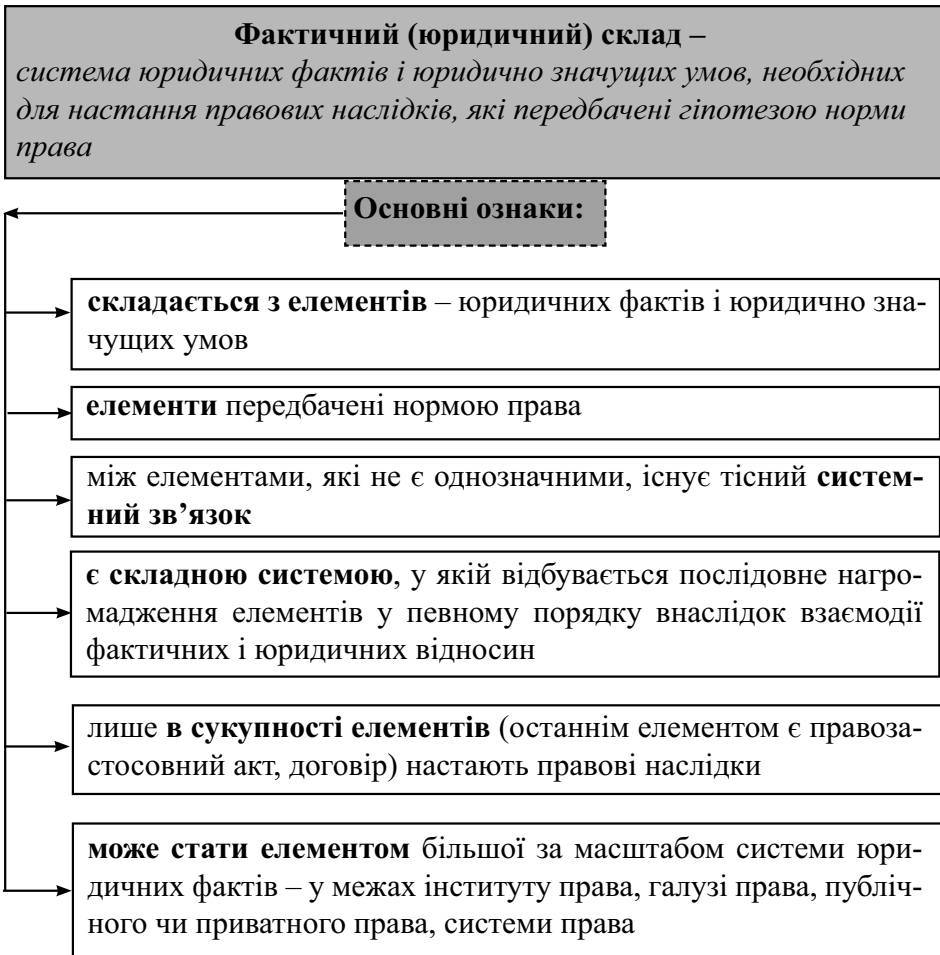 Фактичний (юридичний) склад –
система юридичних фактів і юридично значущих умов, необхідних
для настання правових наслідків, які передбачені гіпотезою норми
права
Основні ознаки:
складається з елементів – юридичних фактів і юридично зна-
чущих умов
елементи передбачені нормою права
між елементами, які не є однозначними, існує тісний систем-
ний зв’язок
є складною системою, у якій відбувається послідовне нагро-
мадження елементів у певному порядку внаслідок взаємодії
фактичних і юридичних відносин
лише в сукупності елементів (останнім елементом є правоза-
стосовний акт, договір) настають правові наслідки
може стати елементом більшої за масштабом системи юри-
дичних фактів – у межах інституту права, галузі права, публіч-
ного чи приватного права, системи права